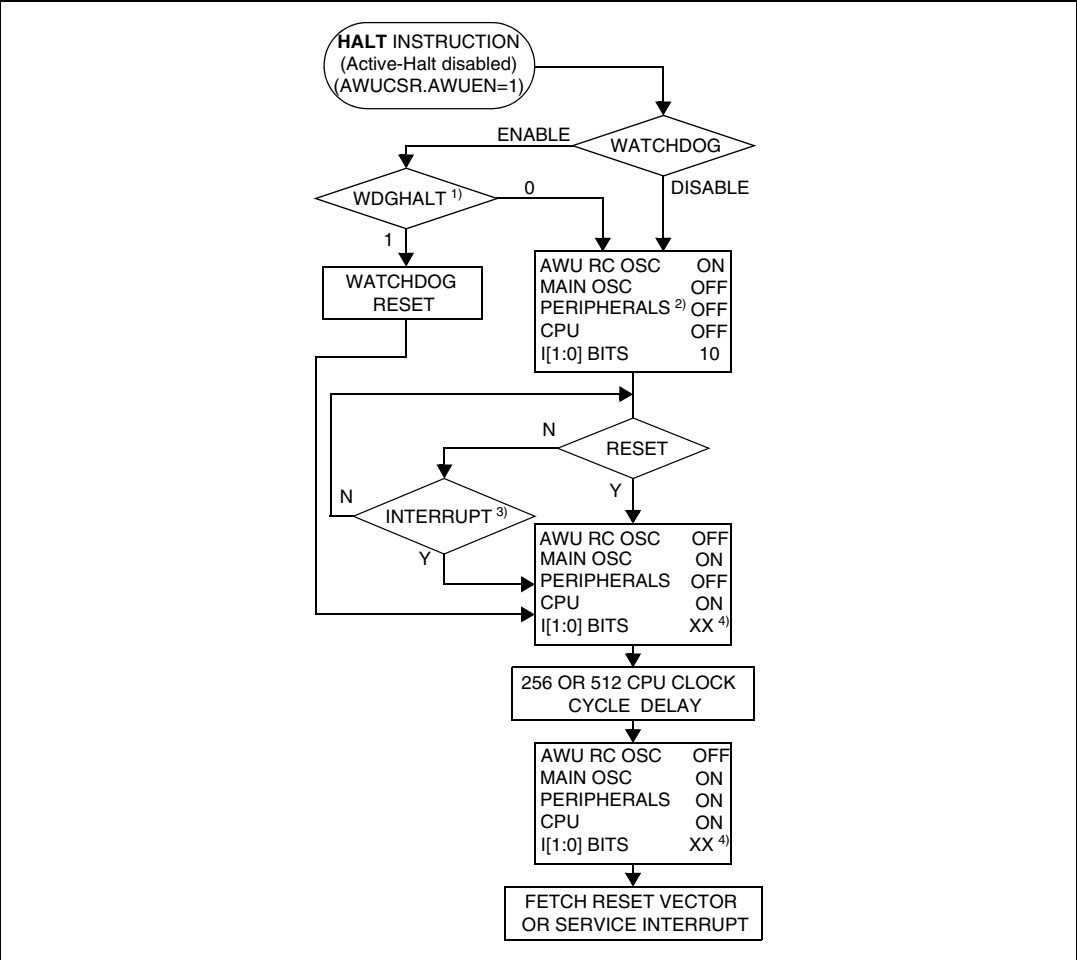 HALT INSTRUCTION
(Active-Halt disabled)
(AWUCSR.AWUEN=1)
WATCHDOG
ENABLE
DISABLE
WDGHALT 1)
0
1
WATCHDOG
RESET
AWU RC OSC ON
MAIN OSC OFF
PERIPHERALS 2) OFF
CPU OFF
I[1:0] BITS 10
RESET
N
Y
INTERRUPT 3)
N
Y
AWU RC OSC OFF
MAIN OSC ON
PERIPHERALS OFF
CPU ON
I[1:0] BITS XX 4)
256 OR 512 CPU CLOCK
CYCLE DELAY
AWU RC OSC OFF
MAIN OSC ON
PERIPHERALS ON
CPU ON
I[1:0] BITS XX 4)
FETCH RESET VECTOR
OR SERVICE INTERRUPT